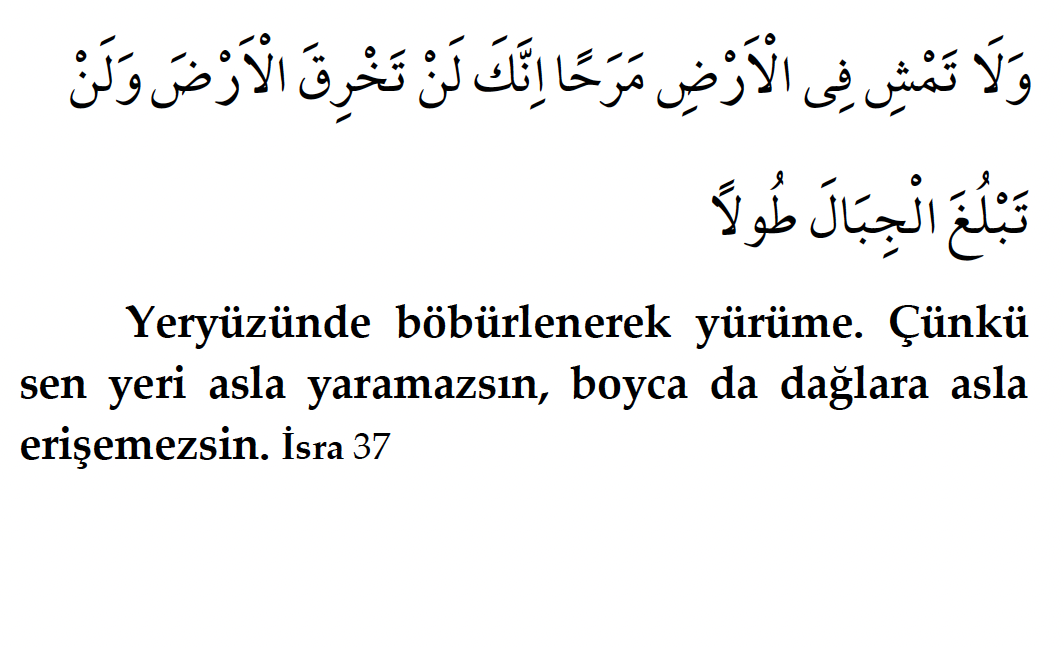 وَلَا تَمْشِ فِى الْاَرْضِ مَرَحًا اِنَّكَ لَنْ تَخْرِقَ الْاَرْضَ وَلَنْ
تَبْلُغَ الْجِبَالَ طُولاً
Yeryüzünde böbürlenerek yürüme. Çünkü
sen yeri asla yaramazsın, boyca da dağlara asla
erişemezsin. İsra 37